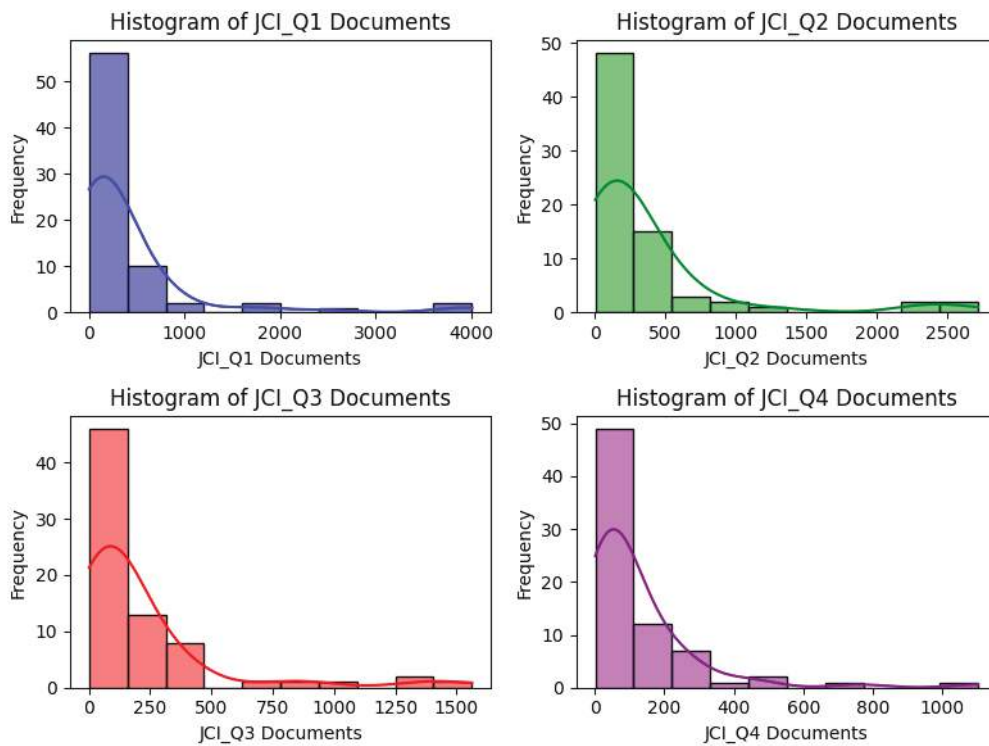 Histogram of JCI_Q1 Documents
50
40
30
20
10
0
Frequency
0 1000 2000 3000 4000
JCI_Q1 Documents
Histogram of JCI_Q2 Documents
50
40
30
20
10
0
Frequency
0 500 1000 1500 2000 2500
JCI_Q2 Documents
Histogram of JCI_Q3 Documents
40
30
20
10
0
Frequency
0 250 500 750 1000 1250 1500
JCI_Q3 Documents
Histogram of JCI_Q4 Documents
50
40
30
20
10
0
Frequency
0 200 400 600 800 1000
JCI_Q4 Documents